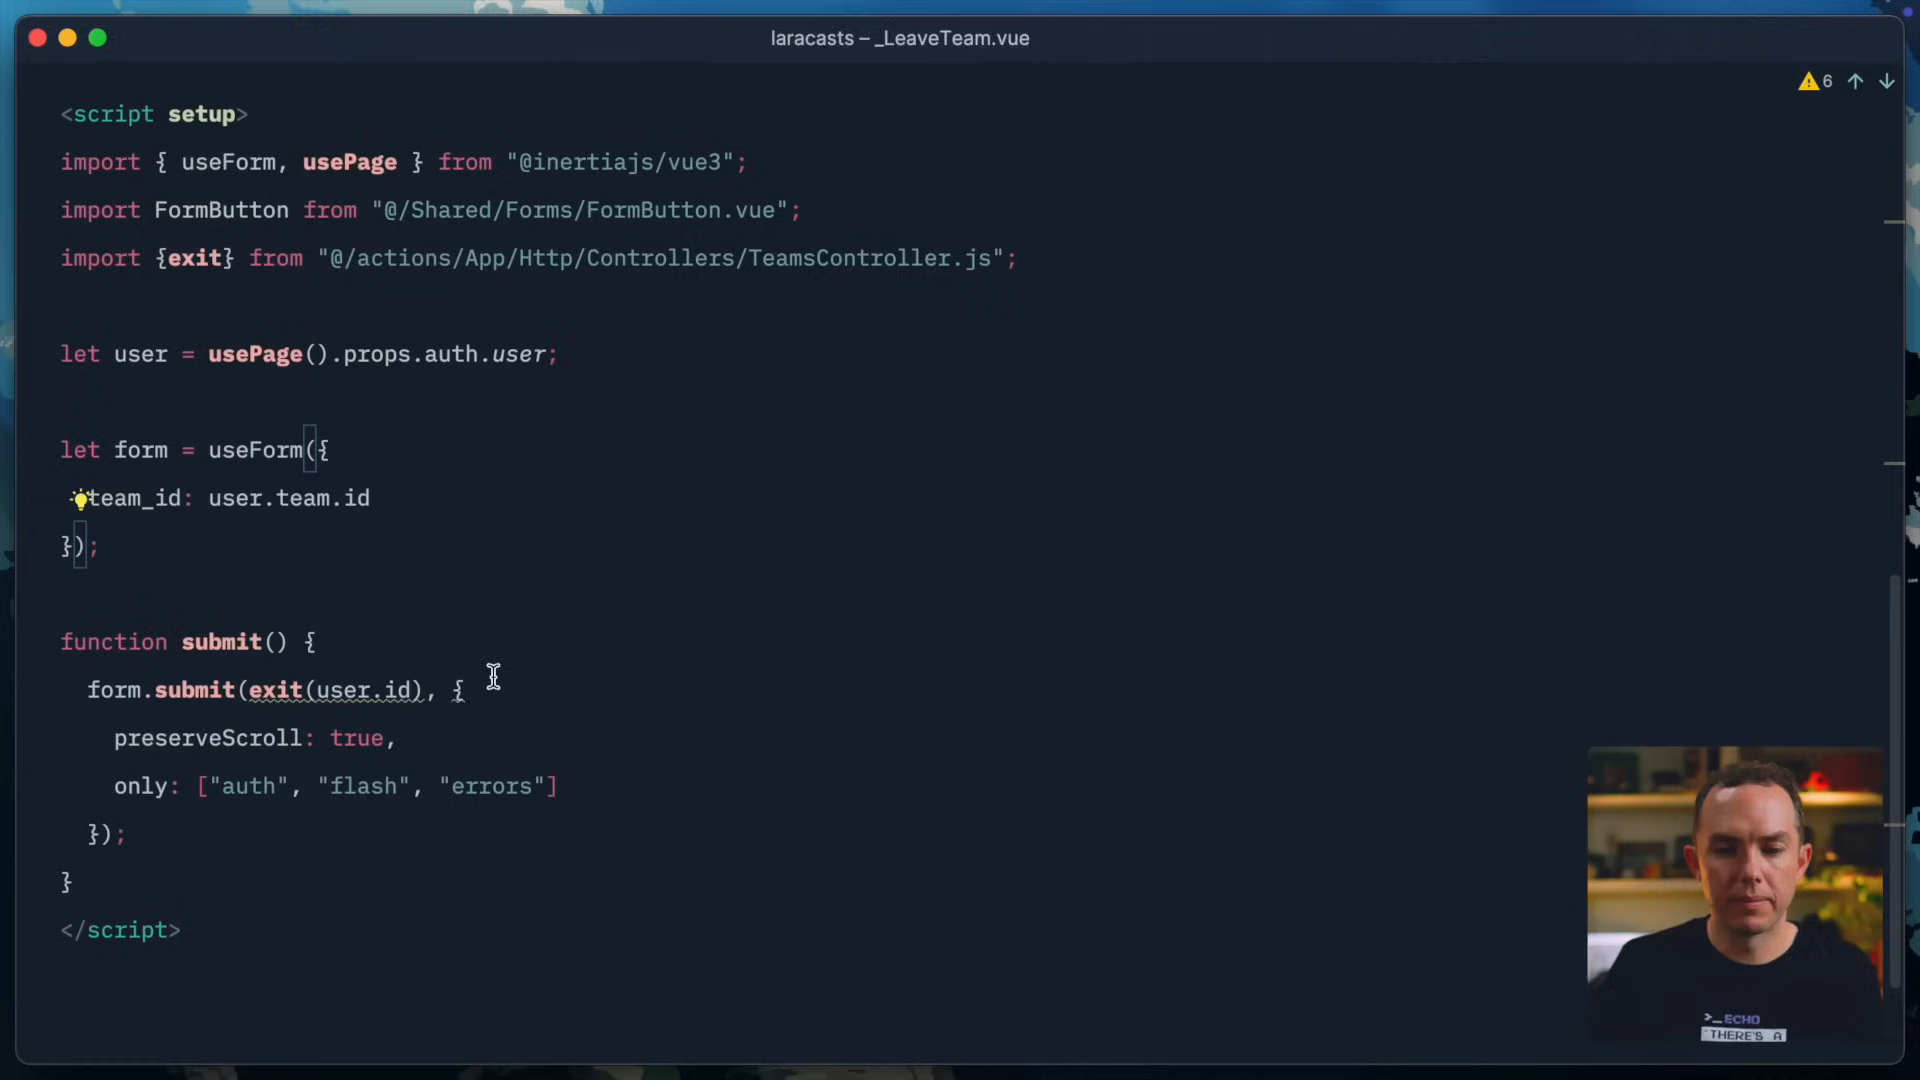 laracasts – _LeaveTeam.vue
6
<script setup>
import { useForm, usePage } from "@inertiajs/vue3";
import FormButton from "@/Shared/Forms/FormButton.vue";
import {exit} from "@/actions/App/Http/Controllers/TeamsController.js";
let user = usePage().props.auth.user;
let form = useForm({
team_id: user.team.id
});
function submit() {
form.submit(exit(user.id), {
preserveScroll: true,
only: ["auth", "flash", "errors"]
});
}
</script>
>_ECHO
"THERE'S A